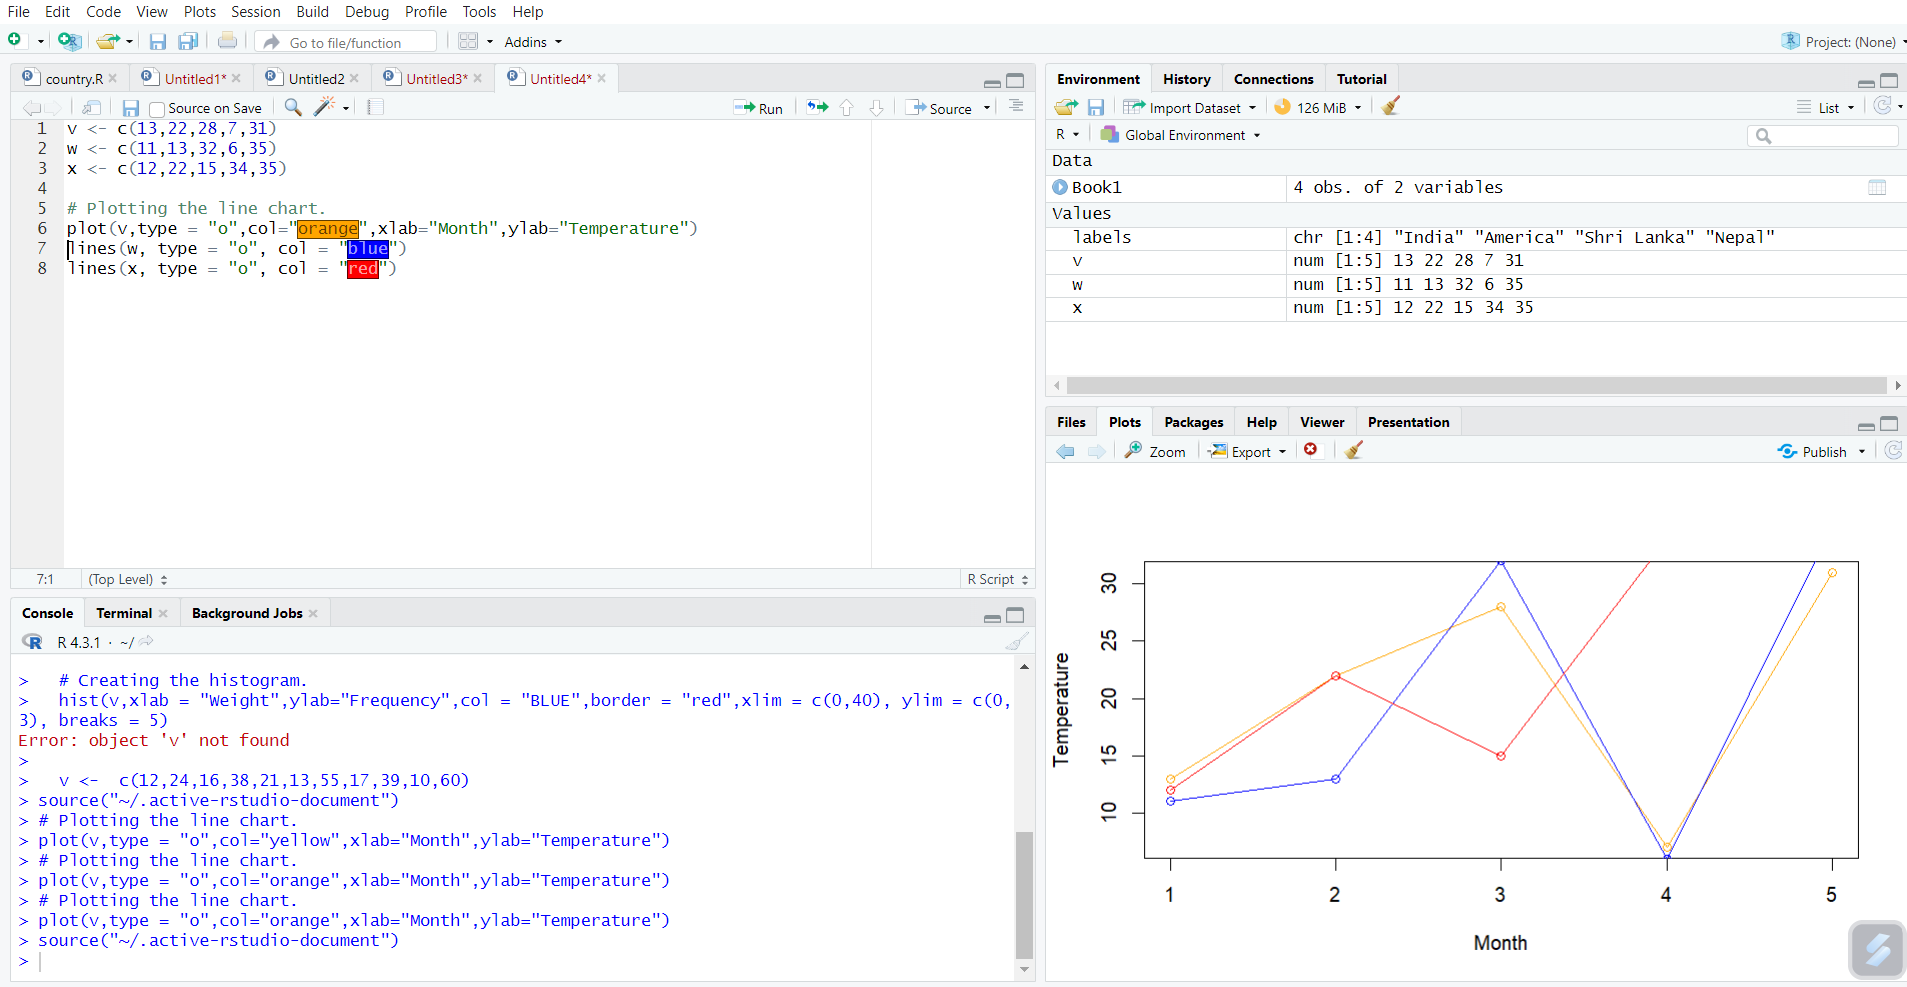 File Edit Code View Plots Session Build Debug Profile Tools Help
Go to file/function Addins Project: (None)
country.R Untitled1* Untitled2 Untitled3* Untitled4*
Source on Save Run Source
1 v <- c(13,22,28,7,31)
2 w <- c(11,13,32,6,35)
3 x <- c(12,22,15,34,35)
4
5 # Plotting the line chart.
6 plot(v,type = "o",col="orange",xlab="Month",ylab="Temperature")
7 lines(w, type = "o", col = "blue")
8 lines(x, type = "o", col = "red")
7:1 (Top Level) R Script
Console Terminal Background Jobs
R 4.3.1 · ~/
> # Creating the histogram.
> hist(v,xlab = "Weight",ylab="Frequency",col = "BLUE",border = "red",xlim = c(0,40), ylim = c(0,
3), breaks = 5)
Error: object 'v' not found
>
> v <- c(12,24,16,38,21,13,55,17,39,10,60)
> source("~/.active-rstudio-document")
> # Plotting the line chart.
> plot(v,type = "o",col="yellow",xlab="Month",ylab="Temperature")
> # Plotting the line chart.
> plot(v,type = "o",col="orange",xlab="Month",ylab="Temperature")
> # Plotting the line chart.
> plot(v,type = "o",col="orange",xlab="Month",ylab="Temperature")
> source("~/.active-rstudio-document")
>
Environment History Connections Tutorial
Import Dataset 126 MiB List
R Global Environment
Data
Book1 4 obs. of 2 variables
Values
labels chr [1:4] "India" "America" "Shri Lanka" "Nepal"
v num [1:5] 13 22 28 7 31
w num [1:5] 11 13 32 6 35
x num [1:5] 12 22 15 34 35
Files Plots Packages Help Viewer Presentation
Zoom Export Publish
Temperature
30
25
20
15
10
1 2 3 4 5
Month